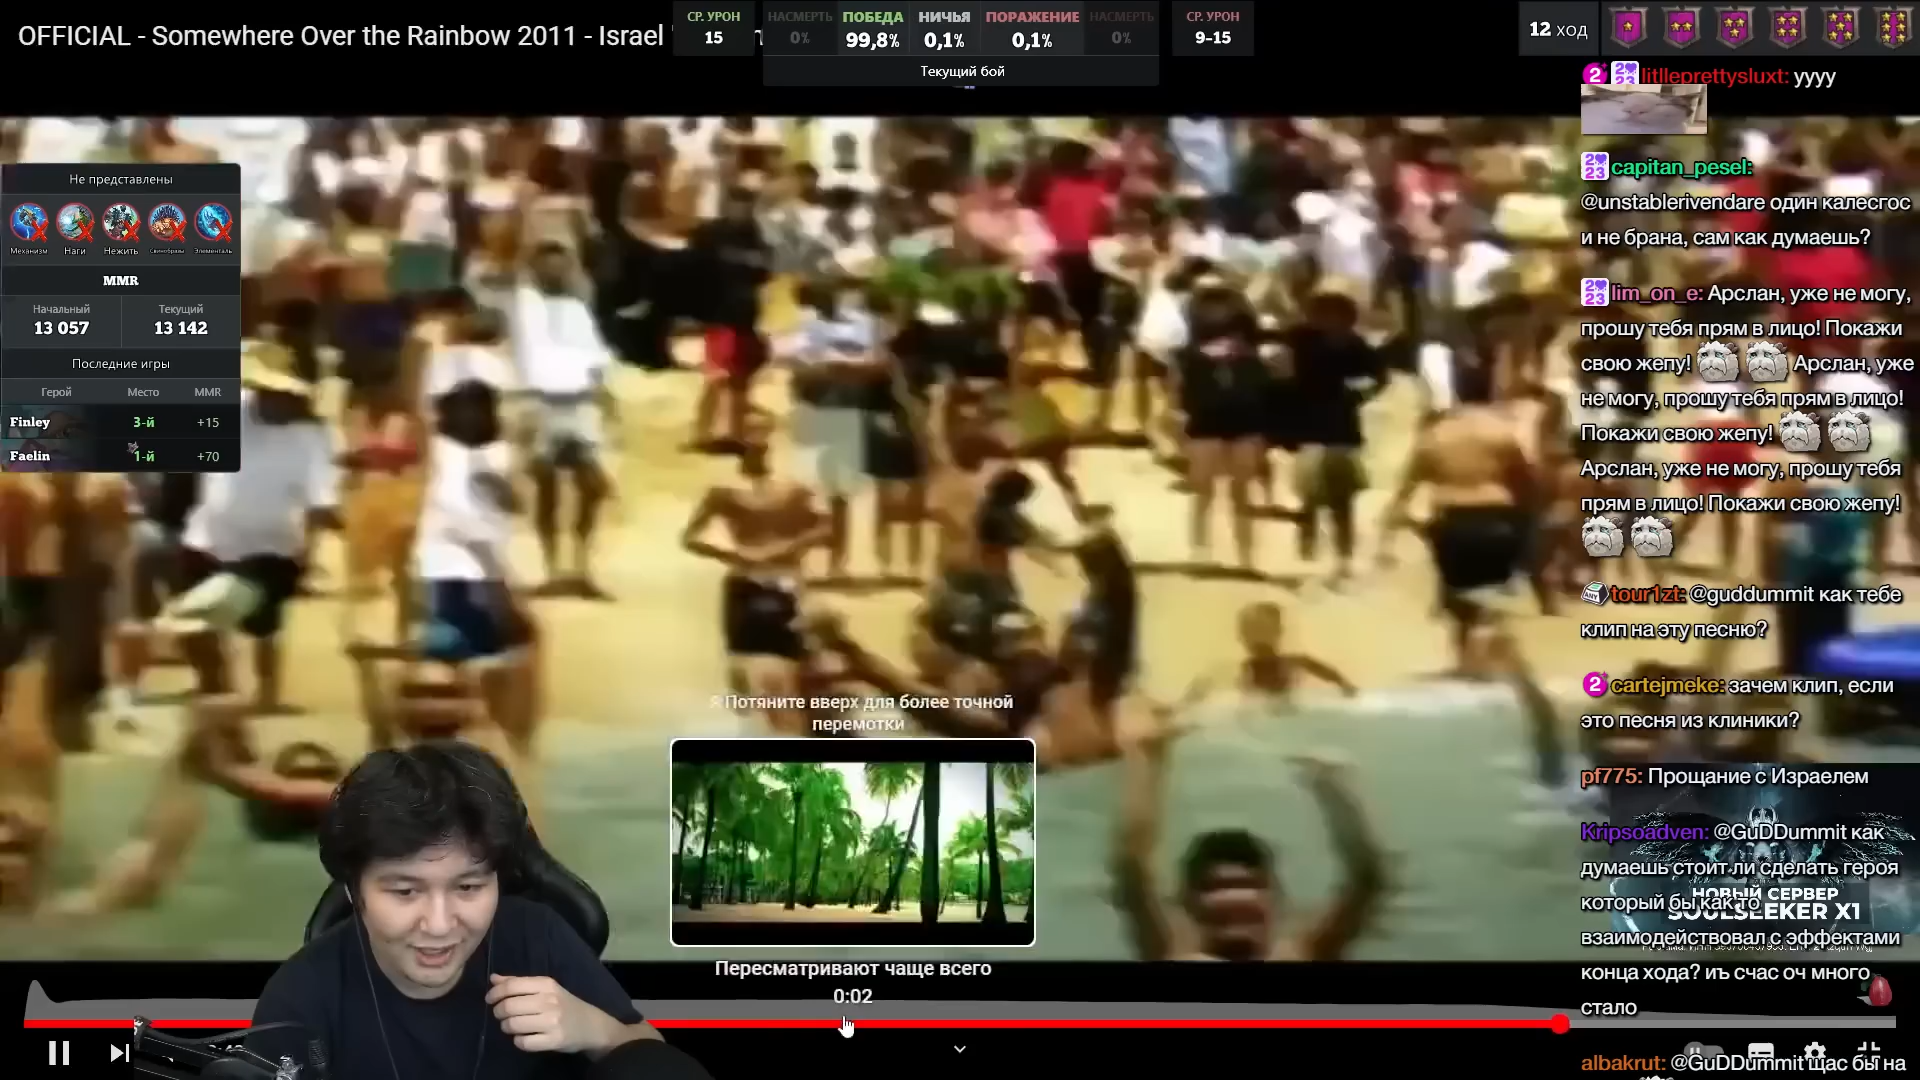 OFFICIAL - Somewhere Over the Rainbow 2011 - Israel
СР. УРОН
15
НАСМЕРТЬ
0%
ПОБЕДА
99,8%
НИЧЬЯ
0,1%
ПОРАЖЕНИЕ
0,1%
НАСМЕРТЬ
0%
СР. УРОН
9-15
Текущий бой
12 ХОД
Не представлены
Механизм
Наги
Нежить
Свинобразы
Элементаль
MMR
Начальный
13 057
Текущий
13 142
Последние игры
Герой
Место
MMR
Finley
3-й
+15
Faelin
1-й
+70
litlleprettysluxt: yyyy
capitan_pesel:
@unstablerivendare один калесгос
и не брана, сам как думаешь?
lim_on_e: Арслан, уже не могу,
прошу тебя прям в лицо! Покажи
свою жепу! Арслан, уже
не могу, прошу тебя прям в лицо!
Покажи свою жепу!
Арслан, уже не могу, прошу тебя
прям в лицо! Покажи свою жепу!
tour1zt: @guddummit как тебе
клип на эту песню?
cartejmeke: зачем клип, если
это песня из клиники?
pf775: Прощание с Израелем
Kripsoadven: @GuDDummit как
думаешь стоит ли сделать героя
который бы как то
взаимодействовал с эффектами
конца хода? иъ счас оч много
стало
albakrut: @GuDDummit щас бы на
НОВЫЙ СЕРВЕР
SOULSEEKER X1
Потяните вверх для более точной
перемотки
Пересматривают чаще всего
0:02